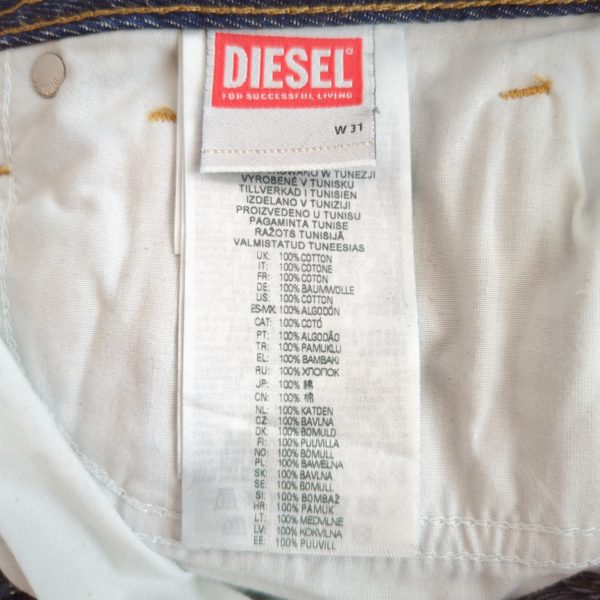 DIESEL
FOR SUCCESSFUL LIVING
W 31
W TUNEZJI
VYROBENÉ V TUNISKU
TILLVERKAD I TUNISIEN
IZDELANO V TUNIZIJI
PROIZVEDENO U TUNISU
PAGAMINTA TUNISE
RAŽOTS TUNISIJĀ
VALMISTATUD TUNEESIAS
UK: 100% COTTON
IT: 100% COTONE
FR: 100% COTON
DE: 100% BAUMWOLLE
US: 100% COTTON
ES-MX: 100% ALGODÓN
CAT: 100% COTÓ
PT: 100% ALGODÃO
TR: 100% PAMUKLU
EL: 100% BAMBAKI
RU: 100% ХЛОПОК
JP: 100% 綿
CN: 100% 棉
NL: 100% KATOEN
CZ: 100% BAVLNA
DK: 100% BOMULD
FI: 100% PUUVILLA
NO: 100% BOMULL
PL: 100% BAWEŁNA
SK: 100% BAVLNA
SE: 100% BOMULL
SI: 100% BOMBAŽ
HR: 100% PAMUK
LT: 100% MEDVILNĖ
LV: 100% KOKVILNA
EE: 100% PUUVILL